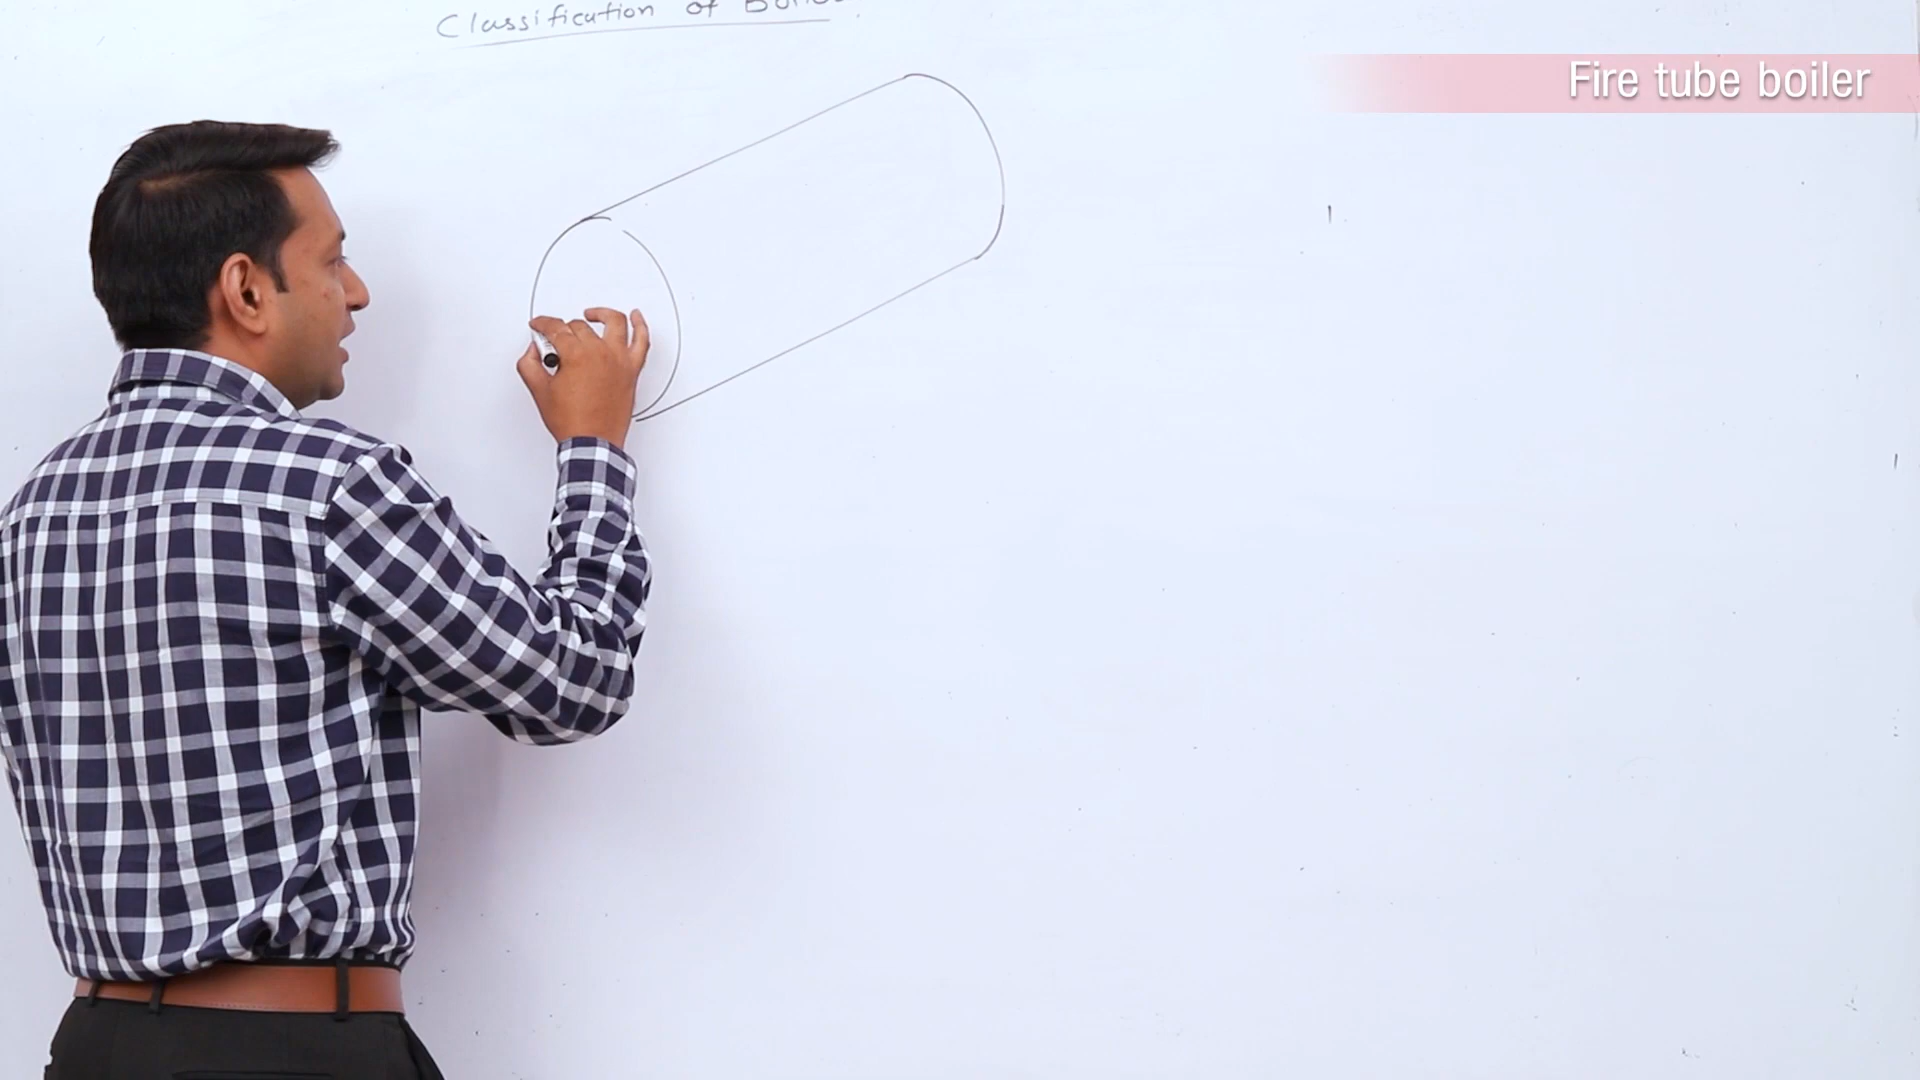 Classification of
Fire tube boiler